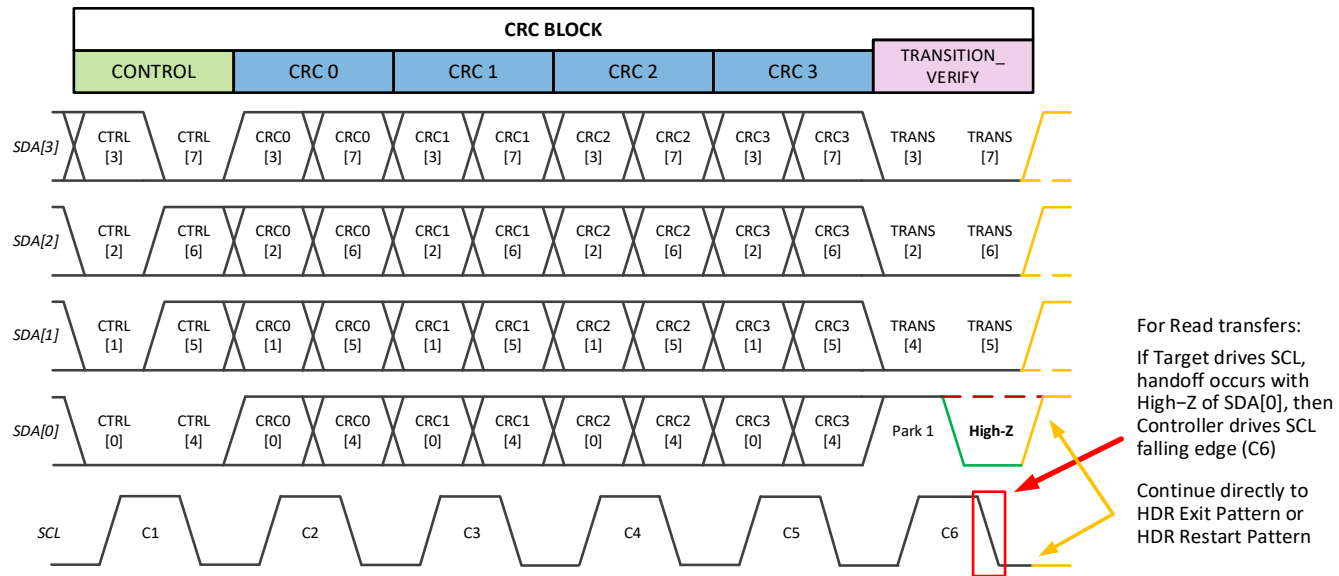 CRC BLOCK
CONTROL CRC 0 CRC 1 CRC 2 CRC 3 TRANSITION_
VERIFY
SDA[3] CTRL CTRL CRC0 CRC0 CRC1 CRC1 CRC2 CRC2 CRC3 CRC3 TRANS TRANS
[3] [7] [3] [7] [3] [7] [3] [7] [3] [7] [3] [7]
SDA[2] CTRL CTRL CRC0 CRC0 CRC1 CRC1 CRC2 CRC2 CRC3 CRC3 TRANS TRANS
[2] [6] [2] [6] [2] [6] [2] [6] [2] [6] [2] [6]
SDA[1] CTRL CTRL CRC0 CRC0 CRC1 CRC1 CRC2 CRC2 CRC3 CRC3 TRANS TRANS
[1] [5] [1] [5] [1] [5] [1] [5] [1] [5] [4] [5]
SDA[0] CTRL CTRL CRC0 CRC0 CRC1 CRC1 CRC2 CRC2 CRC3 CRC3 Park 1 High-Z
[0] [4] [0] [4] [0] [4] [0] [4] [0] [4]
SCL C1 C2 C3 C4 C5 C6
For Read transfers:
If Target drives SCL,
handoff occurs with
High–Z of SDA[0], then
Controller drives SCL
falling edge (C6)
Continue directly to
HDR Exit Pattern or
HDR Restart Pattern